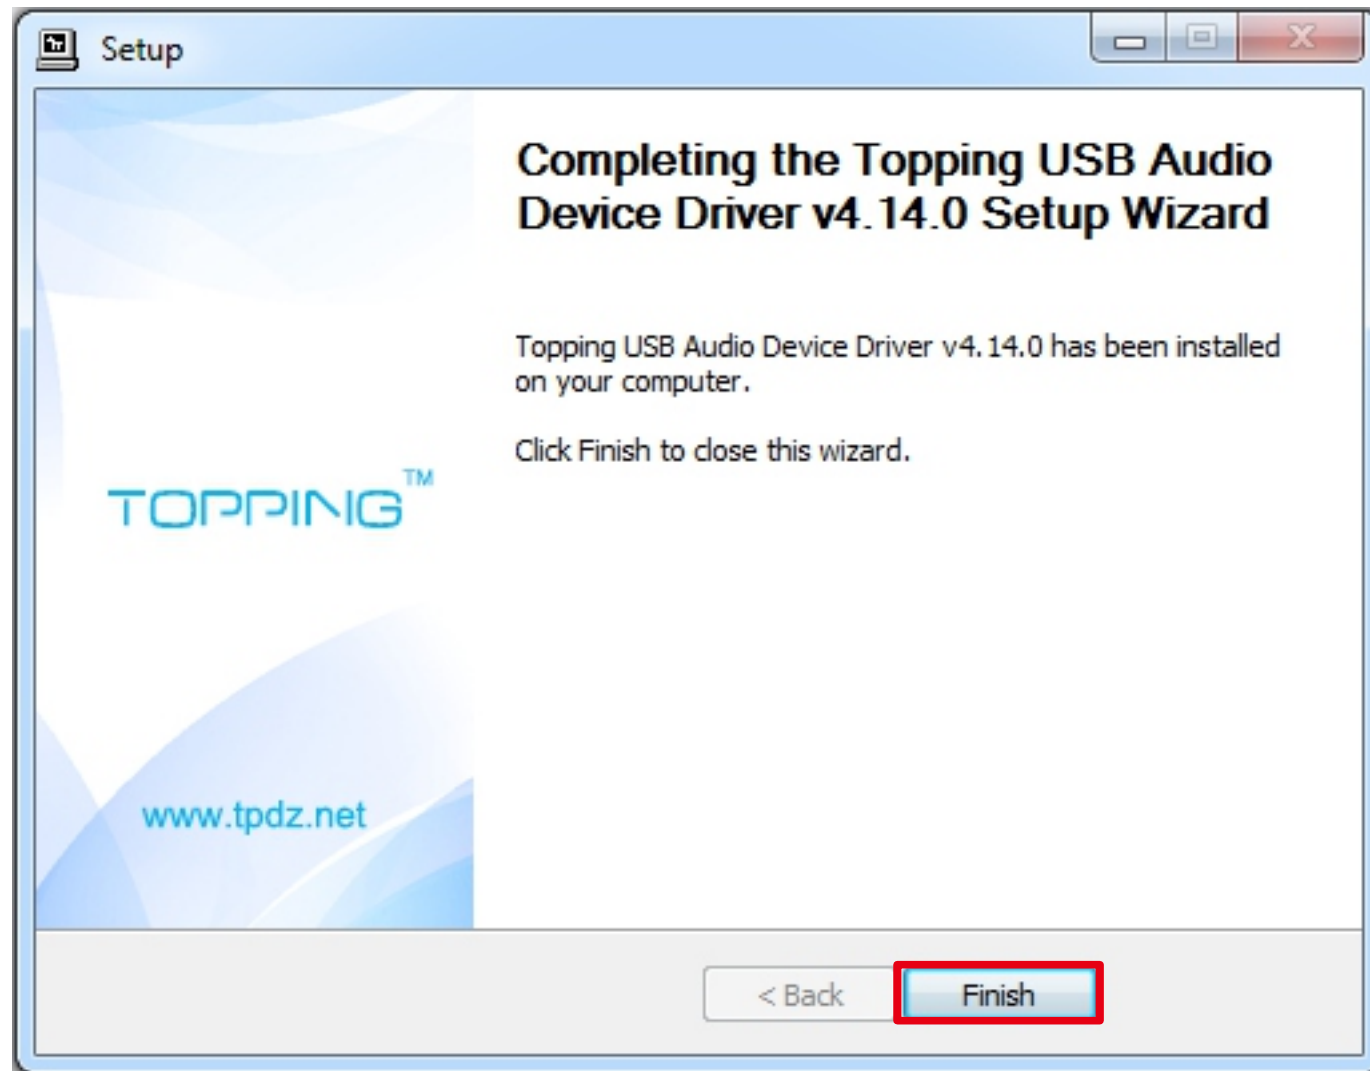 Setup
Completing the Topping USB Audio
Device Driver v4.14.0 Setup Wizard
Topping USB Audio Device Driver v4.14.0 has been installed
on your computer.
Click Finish to close this wizard.
TOPPING™
www.tpdz.net
< Back
Finish